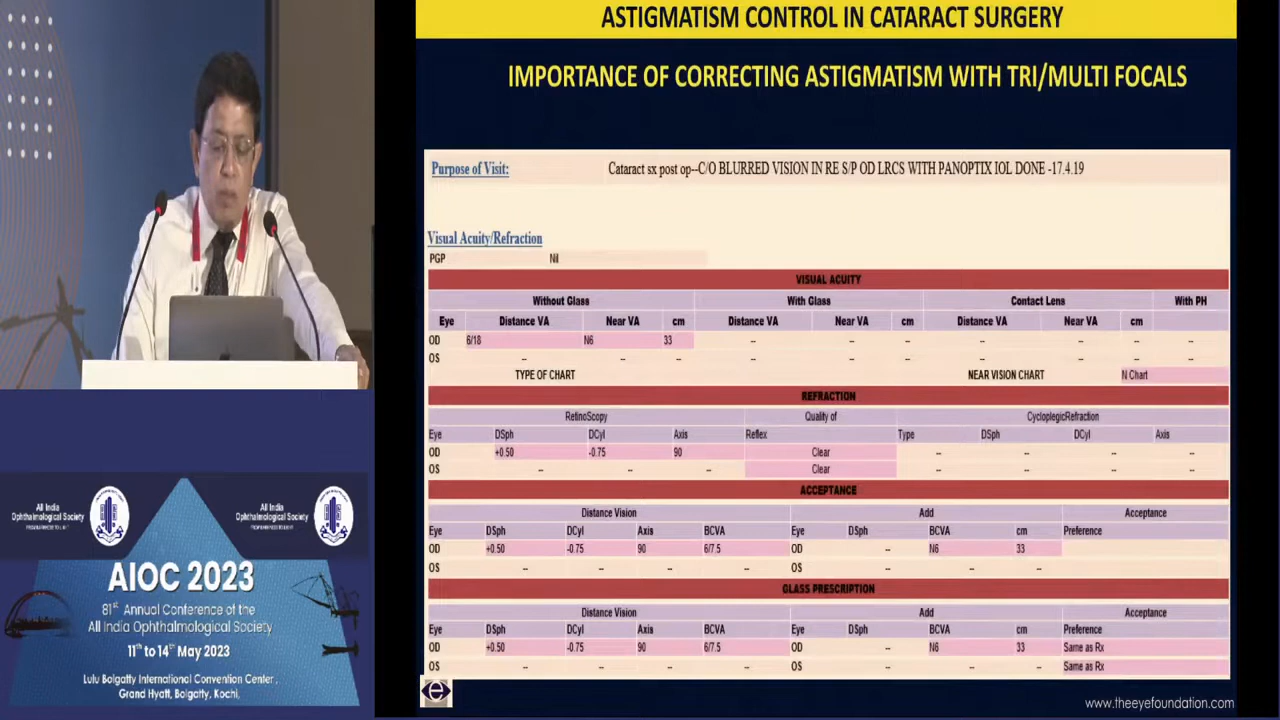 ASTIGMATISM CONTROL IN CATARACT SURGERY
IMPORTANCE OF CORRECTING ASTIGMATISM WITH TRI/MULTI FOCALS
Purpose of Visit: Cataract sx post op--C/O BLURRED VISION IN RE S/P OD LRCS WITH PANOPTIX IOL DONE -17.4.19
Visual Acuity/Refraction
PGP Nil
VISUAL ACUITY
Without Glass With Glass Contact Lens With PH
Eye Distance VA Near VA cm Distance VA Near VA cm Distance VA Near VA cm
OD 6/18 N6 33 -- -- -- -- -- -- --
OS -- -- -- -- -- -- -- -- -- --
TYPE OF CHART NEAR VISION CHART N Chart
REFRACTION
RetinoScopy Quality of CycloplegicRefraction
Eye DSph DCyl Axis Reflex Type DSph DCyl Axis
OD +0.50 -0.75 90 Clear -- -- -- --
OS -- -- -- Clear -- -- -- --
ACCEPTANCE
Distance Vision Add Acceptance
Eye DSph DCyl Axis BCVA Eye DSph BCVA cm Preference
OD +0.50 -0.75 90 6/7.5 OD -- N6 33
OS -- -- -- -- OS -- -- --
GLASS PRESCRIPTION
Distance Vision Add Acceptance
Eye DSph DCyl Axis BCVA Eye DSph BCVA cm Preference
OD +0.50 -0.75 90 6/7.5 OD -- N6 33 Same as Rx
OS -- -- -- -- OS -- -- -- Same as Rx
e
www.theeyefoundation.com
All India
Ophthalmological Society
All India
Ophthalmological Society
AIOC 2023
81st Annual Conference of the
All India Ophthalmological Society
11th to 14th May 2023
Lulu Bolgatty International Convention Center,
Grand Hyatt, Bolgatty, Kochi,